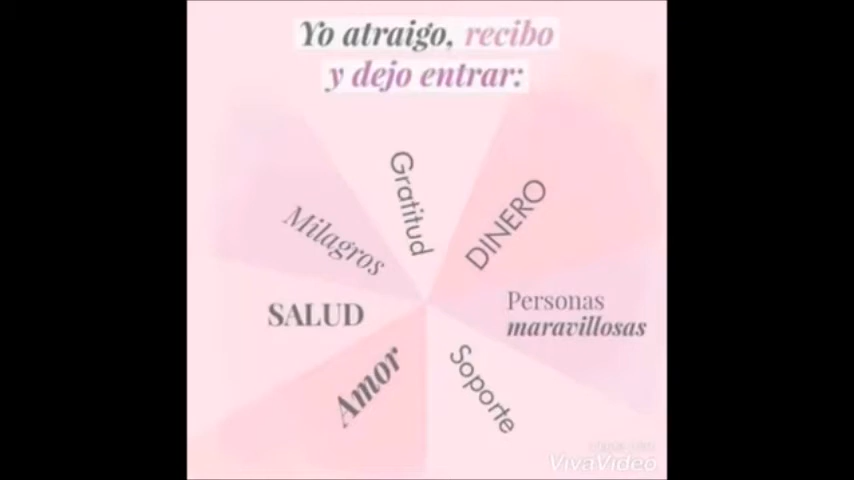 Yo atraigo, recibo
y dejo entrar:
Gratitud
DINERO
Personas
maravillosas
Soporte
Amor
SALUD
Milagros
VivaVideo